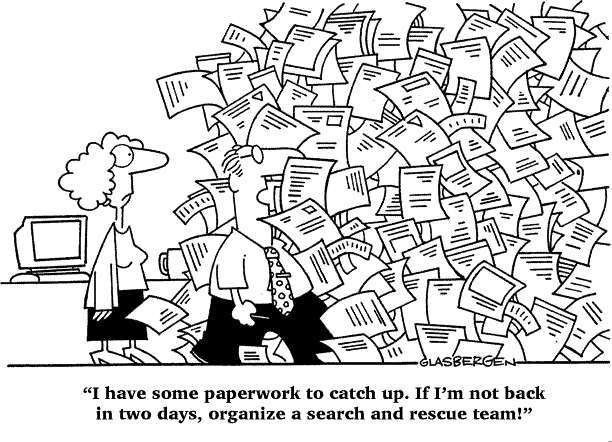 GLASBERGEN
“I have some paperwork to catch up. If I’m not back
in two days, organize a search and rescue team!”